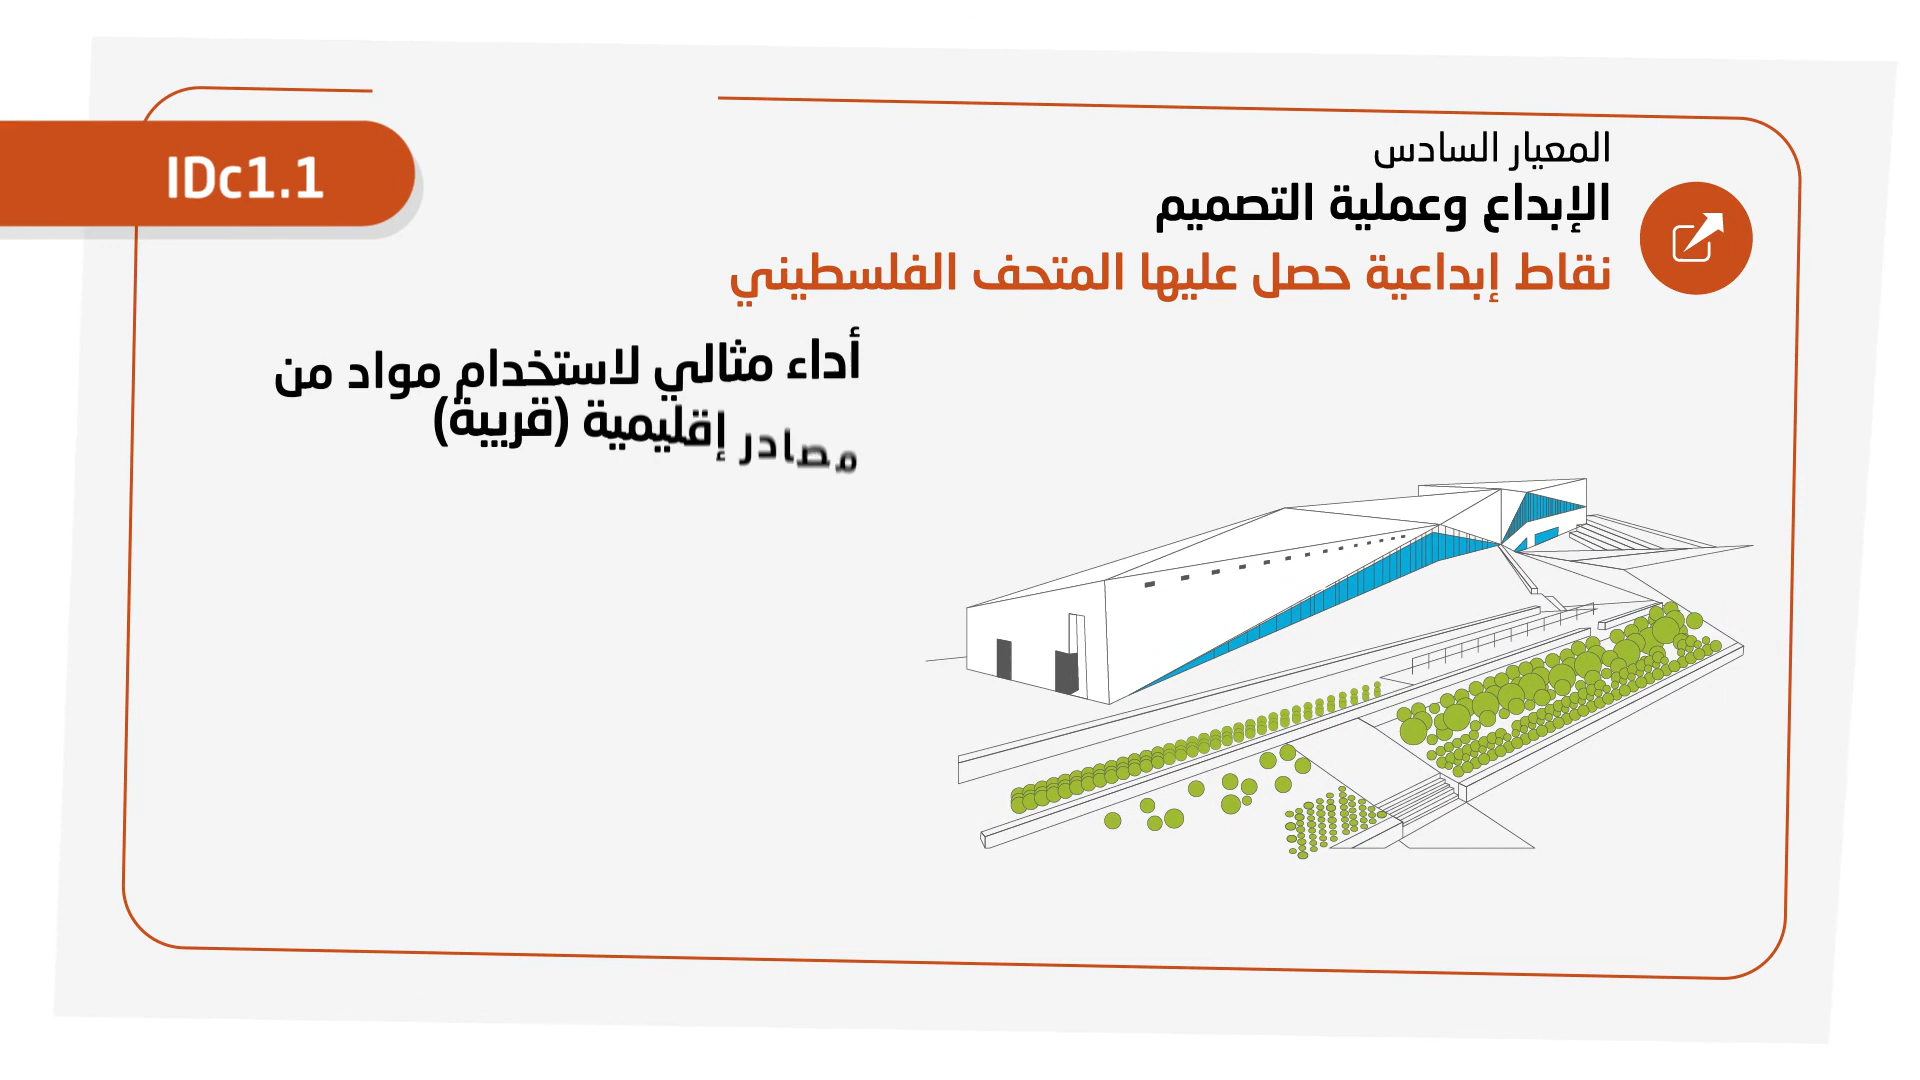 IDc1.1
المعيار السادس
الإبداع وعملية التصميم
نقاط إبداعية حصل عليها المتحف الفلسطيني
أداء مثالي لاستخدام مواد من
مصادر إقليمية (قريبة)